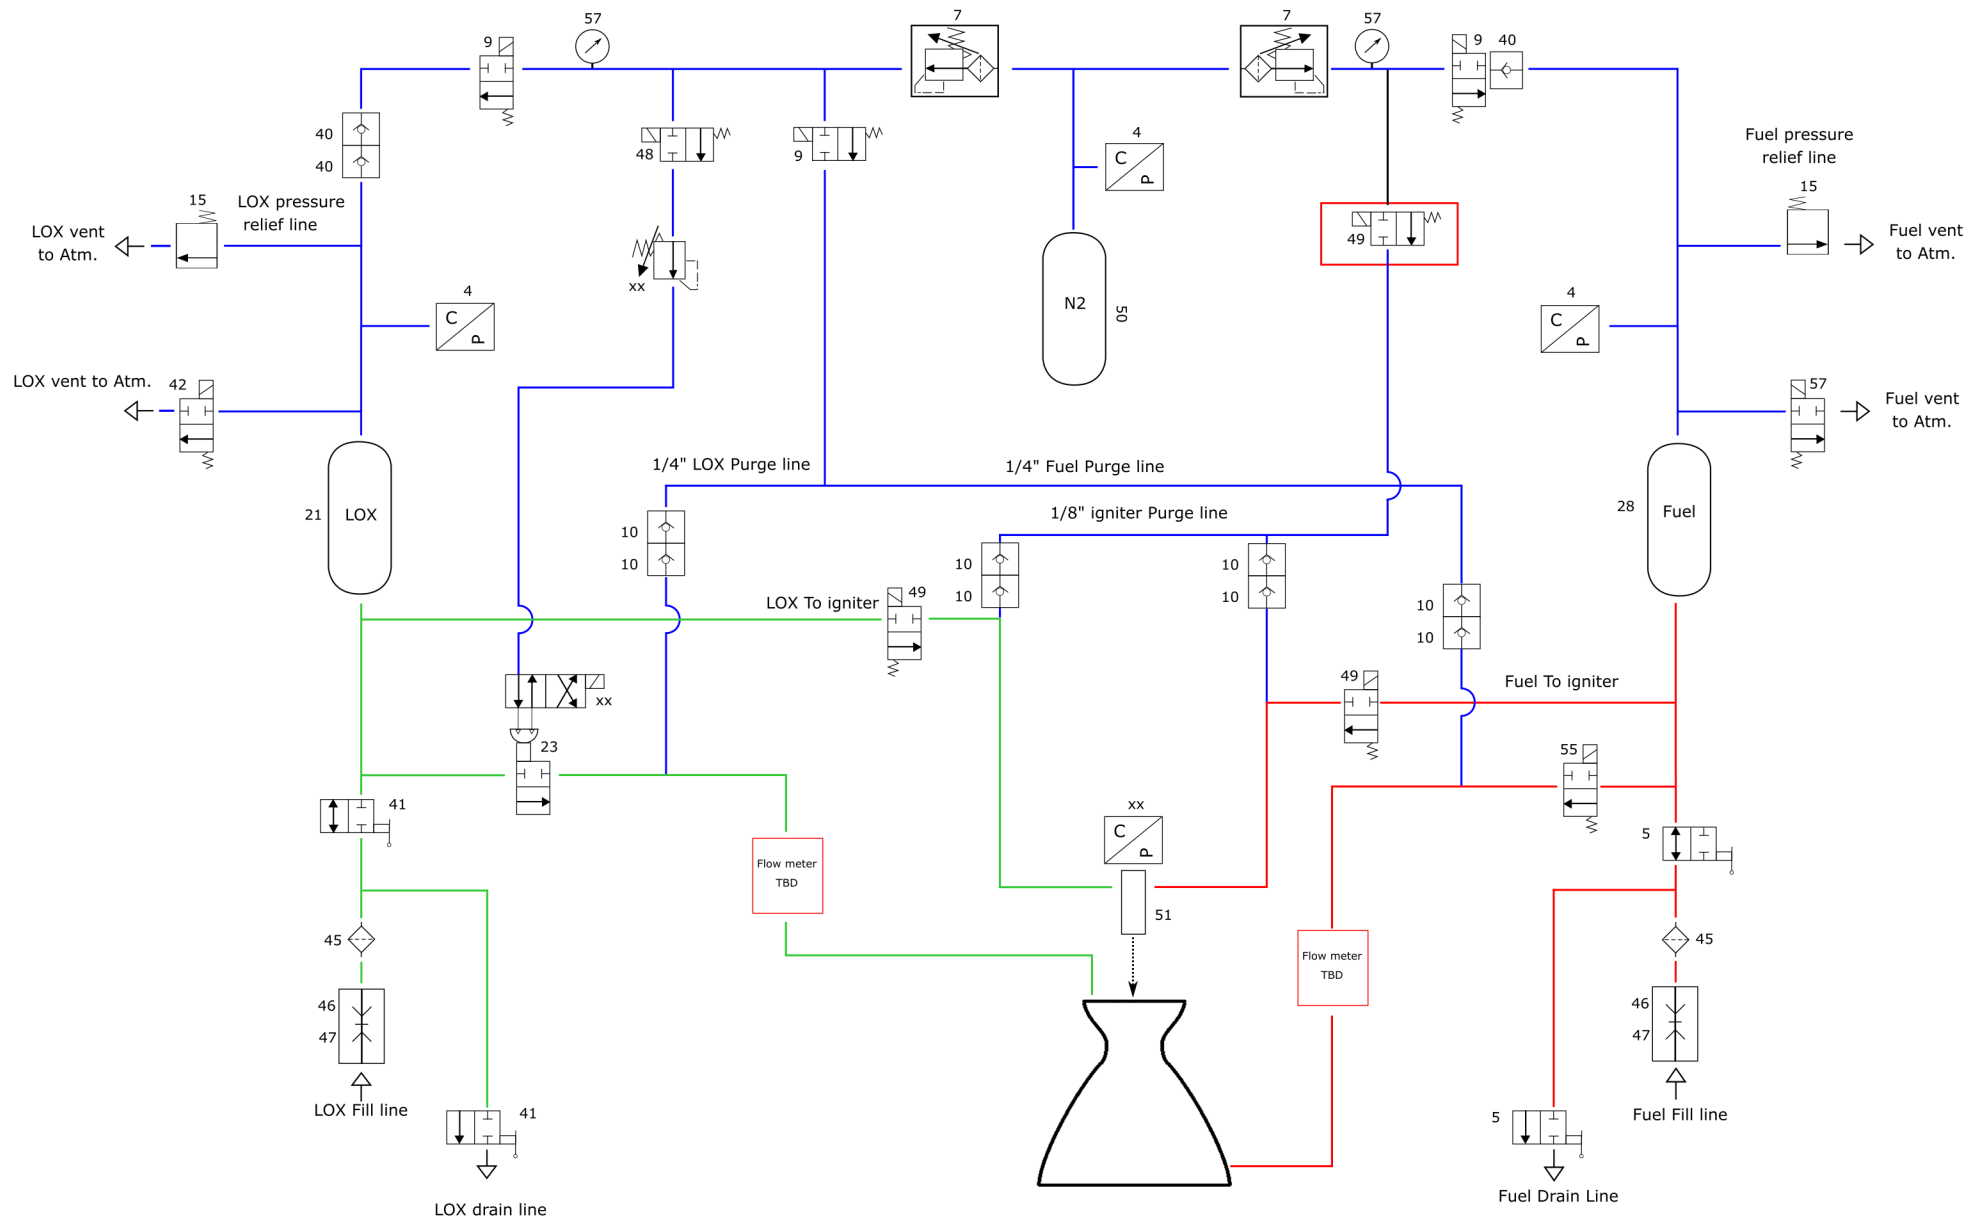 57
7
7
57
9
9
40
40
40
48
9
4
C
P
49
Fuel pressure
relief line
15
LOX pressure
relief line
15
LOX vent
to Atm.
Fuel vent
to Atm.
xx
N2
50
4
C
P
4
C
P
LOX vent to Atm.
42
57
Fuel vent
to Atm.
1/4" LOX Purge line
1/4" Fuel Purge line
21
LOX
28
Fuel
1/8" igniter Purge line
10
10
10
10
10
10
10
10
LOX To igniter
49
49
Fuel To igniter
xx
23
55
41
5
xx
C
P
Flow meter
TBD
51
45
45
Flow meter
TBD
46
47
46
47
LOX Fill line
41
5
Fuel Fill line
LOX drain line
Fuel Drain Line